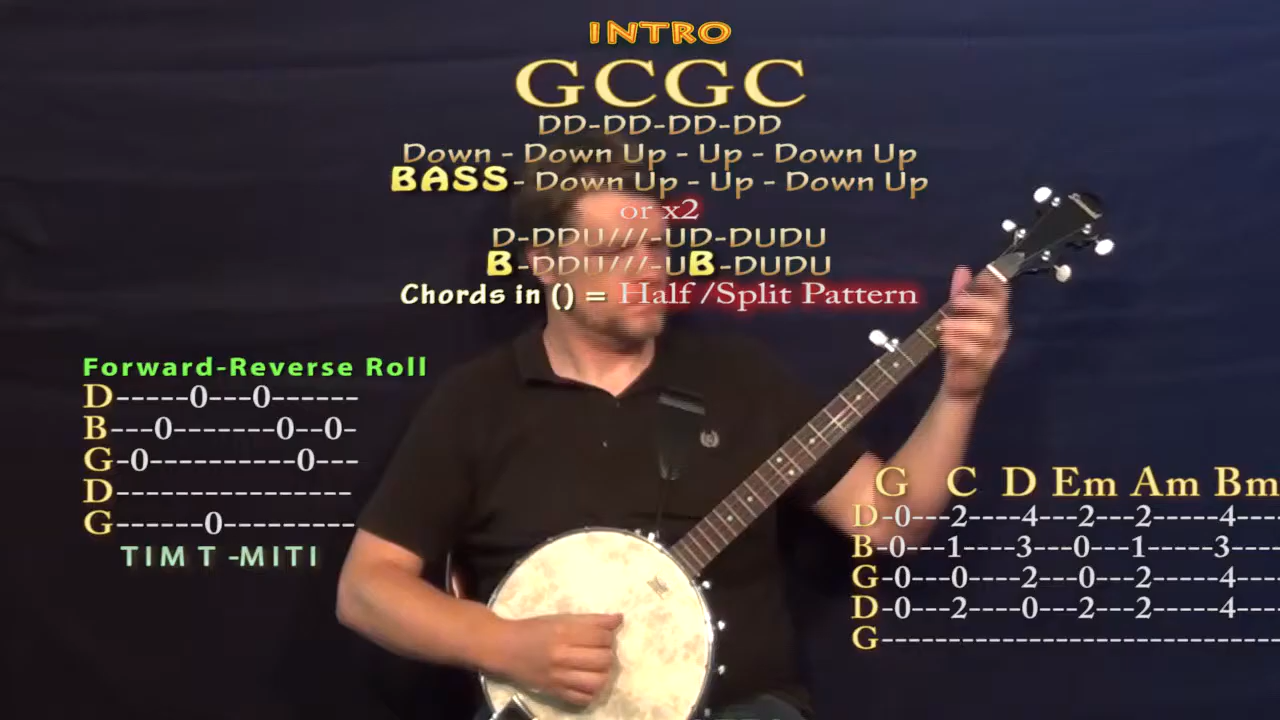 INTRO
GCGC
DD-DD-DD-DD
Down - Down Up - Up - Down Up
BASS - Down Up - Up - Down Up
or x2
D-DDU///-UD-DUDU
B-DDU///-UB-DUDU
Chords in () = Half /Split Pattern
Forward-Reverse Roll
D-----0---0------
B---0-------0--0-
G-0----------0---
D----------------
G------0---------
TIMT -MITI
G C D Em Am Bm
D-0---2----4---2---2-----4---
B-0---1----3---0---1-----3---
G-0---0----2---0---2-----4---
D-0---2----0---2---2-----4---
G----------------------------